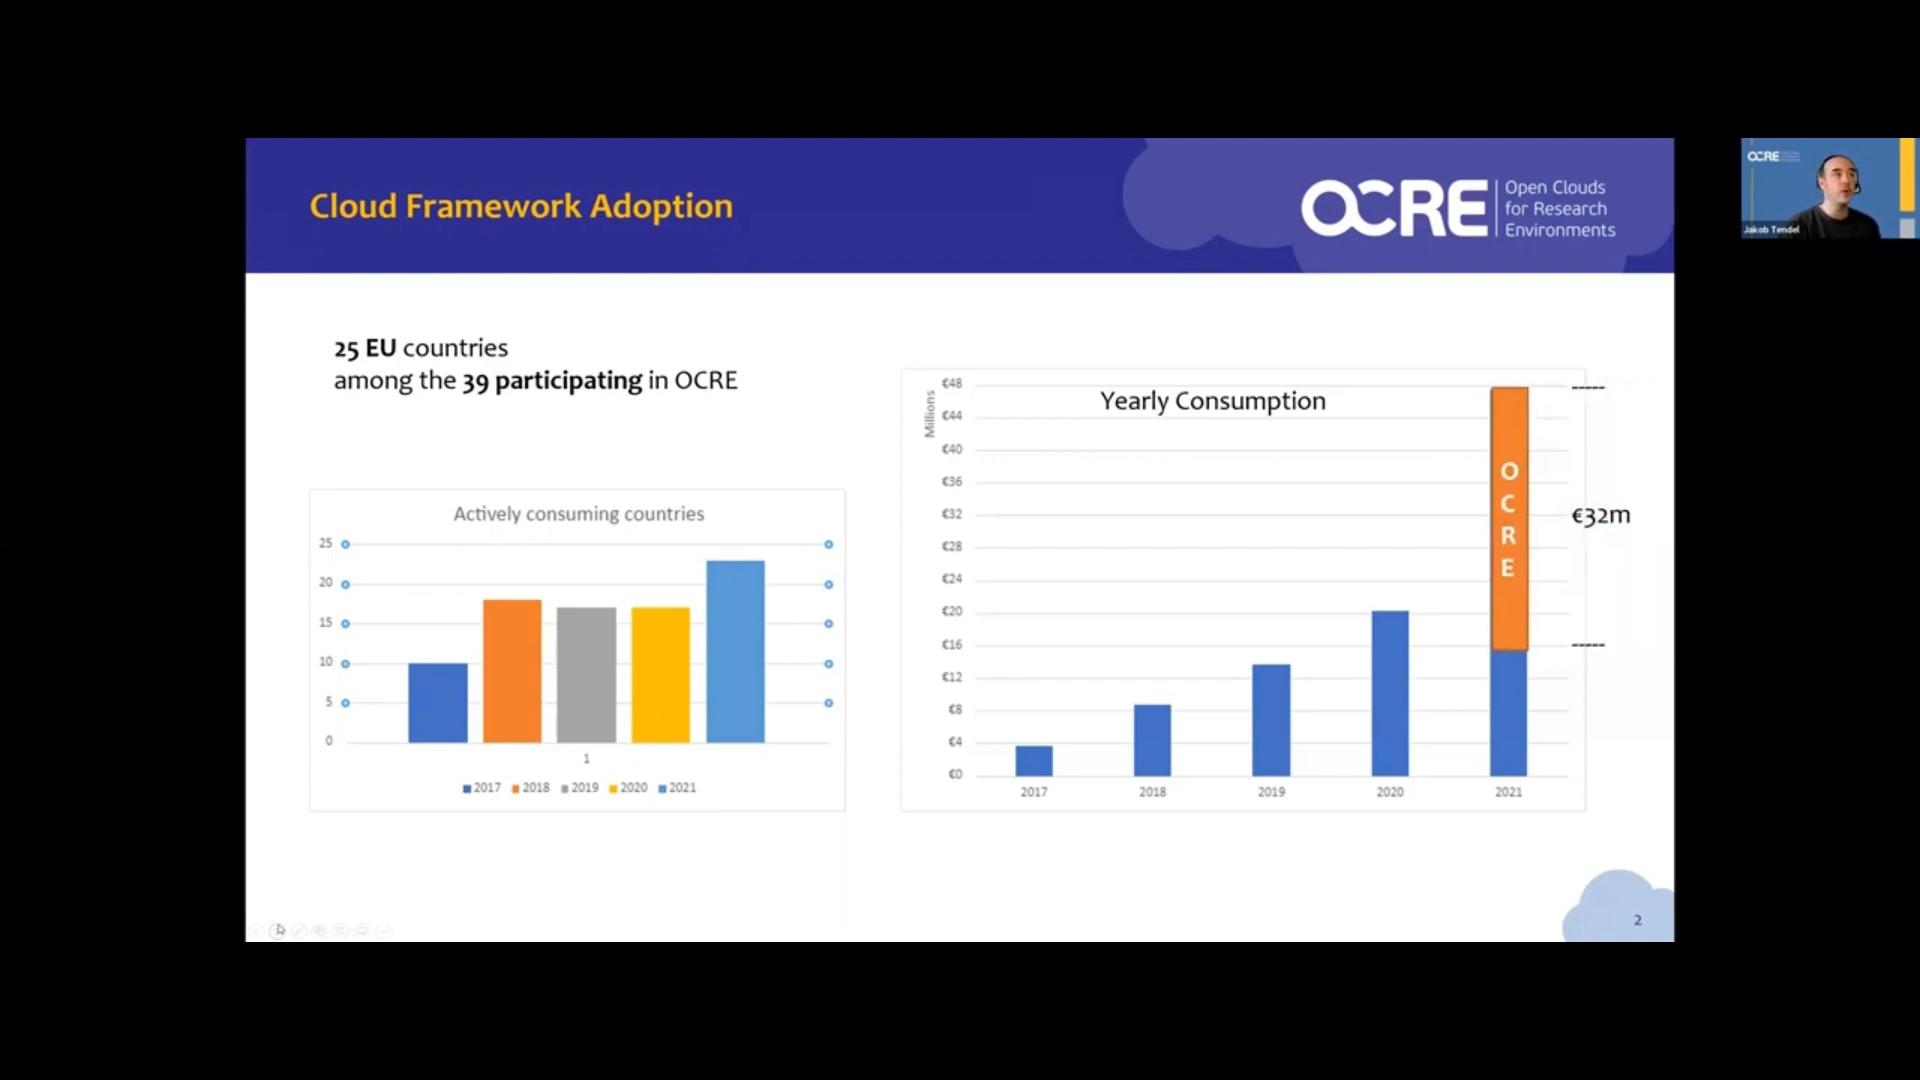 Cloud Framework Adoption
OCRE
Open Clouds
for Research
Environments
OCRE
Jakob Tendel
25 EU countries
among the 39 participating in OCRE
Actively consuming countries
25
20
15
10
5
0
1
2017 2018 2019 2020 2021
Yearly Consumption
Millions
€48
€44
€40
€36
€32
€28
€24
€20
€16
€12
€8
€4
€0
O
C
R
E
€32m
2017 2018 2019 2020 2021
2